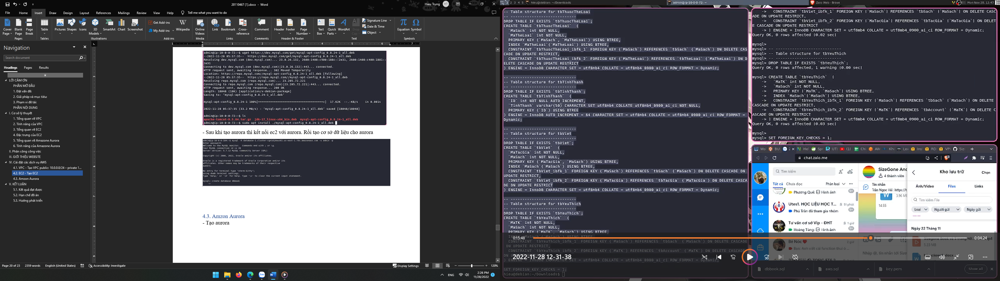 20110467 (1).docx - Word
Hieu Trung
HT
File Home Insert Draw Design Layout References Mailings Review View Help Tell me what you want to do
Cover Page
Blank Page
Page Break
Table
Pictures
Shapes
Icons
3D Models
SmartArt
Chart
Screenshot
Get Add-ins
My Add-ins
Wikipedia
Online Videos
Link
Bookmark
Cross-reference
Comment
Header
Footer
Page Number
Text Box
Quick Parts
WordArt
Drop Cap
Signature Line
Date & Time
Object
Equation
Symbol
Pages Tables Illustrations Add-ins Media Links Comments Header & Footer Text Symbols
Navigation
Search document
Headings Pages Results
LỜI CẢM ƠN
PHẦN MỞ ĐẦU
1. Đặt vấn đề:
2. Giải pháp và mục tiêu:
3. Phạm vi đề tài:
PHẦN NỘI DUNG
I. Cơ sở lý thuyết
1. Tổng quan về VPC
2. Tính năng của VPC
3. Tổng quan về EC2
4. Đặc trưng của EC2
5. Tổng quan về Amazone Aurora
6. Tính năng của Amazone Aurora
II. Phân công công việc
III. GIỚI THIỆU WEBSITE
IV. Cài đặt các dịch vụ AWS
4.1. VPC - Tạo VPC public: 10.0.0.0/24 – private 1...
4.2. EC2 - Tạo EC2
4.3. Amzon Aurora
V. KẾT LUẬN
5.1. Kết quả đạt được
5.2. Hạn chế đồ án
5.3. Hướng phát triển
admin@ip-10-0-0-72:~$ wget https://dev.mysql.com/get/mysql-apt-config_0.8.24-1_all.deb
--2022-11-28 05:37:35--  https://dev.mysql.com/get/mysql-apt-config_0.8.24-1_all.deb
Resolving dev.mysql.com (dev.mysql.com)... 23.0.26.132, 2600:1408:c400:188c::2e31, 2600:1408:c400:1881::
2e31
Connecting to dev.mysql.com (dev.mysql.com)|23.0.26.132|:443... connected.
HTTP request sent, awaiting response... 302 Moved Temporarily
Location: https://repo.mysql.com//mysql-apt-config_0.8.24-1_all.deb [following]
--2022-11-28 05:37:35--  https://repo.mysql.com//mysql-apt-config_0.8.24-1_all.deb
Resolving repo.mysql.com (repo.mysql.com)... 23.205.72.221
Connecting to repo.mysql.com (repo.mysql.com)|23.205.72.221|:443... connected.
HTTP request sent, awaiting response... 200 OK
Length: 18048 (18K) [application/x-debian-package]
Saving to: ‘mysql-apt-config_0.8.24-1_all.deb’
mysql-apt-config_0.8.24-1 100%[=====================================>]  17.62K  --.-KB/s    in 0.001s
2022-11-28 05:37:35 (33.2 MB/s) - ‘mysql-apt-config_0.8.24-1_all.deb’ saved [18048/18048]
admin@ip-10-0-0-72:~$ ls
apache-tomcat-8.5.84.tar.gz  jdk-17_linux-x64_bin.deb  mysql-apt-config_0.8.24-1_all.deb
admin@ip-10-0-0-72:~$ sudo apt install ./mysql-apt-config_0.8.24-1_all.deb
- Sau khi tạo aurora thì kết nối ec2 với aurora. Rồi tạo cơ sở dữ liệu cho aurora
Enter password:
Welcome to the MySQL monitor.  Commands end with ; or \g.
Your MySQL connection id is 20
Server version: 5.7.12 MySQL Community Server (GPL)
Copyright (c) 2000, 2022, Oracle and/or its affiliates.
Oracle is a registered trademark of Oracle Corporation and/or its
affiliates. Other names may be trademarks of their respective
owners.
No entry for terminal type "xterm-kitty";
using dumb terminal settings.
Type 'help;' or '\h' for help. Type '\c' to clear the current input statement.
mysql> create database dbbook
->
4.3. Amzon Aurora
- Tạo aurora
Page 20 of 23 2359 words English (United States) Accessibility: Investigate Display Settings 120%
ENG 2:26 PM
11/28/2022
1 2 3 4 5 hieu@debian: ~/Downloads admin@ip-10-0-0-72: ~ Zalo Web - Brave Mon Nov 28, 12:47
-- Table structure for tbThuocTheLoai
-- ----------------------------
DROP TABLE IF EXISTS `tbThuocTheLoai`;
CREATE TABLE `tbThuocTheLoai`  (
`MaSach` int NOT NULL,
`MaTheLoai` int NOT NULL,
PRIMARY KEY (`MaSach`, `MaTheLoai`) USING BTREE,
INDEX `MaTheLoai`(`MaTheLoai`) USING BTREE,
CONSTRAINT `tbThuocTheLoai_ibfk_1` FOREIGN KEY (`MaSach`) REFERENCES `tbSach` (`MaSach`) ON DELETE CAS
CADE ON UPDATE RESTRICT,
CONSTRAINT `tbThuocTheLoai_ibfk_2` FOREIGN KEY (`MaTheLoai`) REFERENCES `tbTheLoai` (`MaTheLoai`) ON D
ELETE CASCADE ON UPDATE RESTRICT
) ENGINE = InnoDB CHARACTER SET = utf8mb4 COLLATE = utf8mb4_0900_ai_ci ROW_FORMAT = Dynamic;
-- ----------------------------
-- Table structure for tbTinhThanh
-- ----------------------------
DROP TABLE IF EXISTS `tbTinhThanh`;
CREATE TABLE `tbTinhThanh`  (
`ID` int NOT NULL AUTO_INCREMENT,
`TinhThanh` varchar(50) CHARACTER SET utf8mb4 COLLATE utf8mb4_0900_ai_ci NOT NULL,
PRIMARY KEY (`ID`) USING BTREE
) ENGINE = InnoDB AUTO_INCREMENT = 64 CHARACTER SET = utf8mb4 COLLATE = utf8mb4_0900_ai_ci ROW_FORMAT =
Dynamic;
-- ----------------------------
-- Table structure for tbViet
-- ----------------------------
DROP TABLE IF EXISTS `tbViet`;
CREATE TABLE `tbViet`  (
`MaTacGia` int NOT NULL,
`MaSach` int NOT NULL,
PRIMARY KEY (`MaTacGia`, `MaSach`) USING BTREE,
INDEX `MaSach`(`MaSach`) USING BTREE,
CONSTRAINT `tbViet_ibfk_1` FOREIGN KEY (`MaSach`) REFERENCES `tbSach` (`MaSach`) ON DELETE CASCADE ON
UPDATE RESTRICT,
CONSTRAINT `tbViet_ibfk_2` FOREIGN KEY (`MaTacGia`) REFERENCES `tbTacGia` (`MaTacGia`) ON DELETE CASCA
DE ON UPDATE RESTRICT
) ENGINE = InnoDB CHARACTER SET = utf8mb4 COLLATE = utf8mb4_0900_ai_ci ROW_FORMAT = Dynamic;
-- ----------------------------
-- Table structure for tbYeuThich
-- ----------------------------
DROP TABLE IF EXISTS `tbYeuThich`;
CREATE TABLE `tbYeuThich`  (
`MaTK` int NOT NULL,
`MaSach` int NOT NULL,
PRIMARY KEY (`MaTK`, `MaSach`) USING BTREE,
INDEX `MaSach`(`MaSach`) USING BTREE,
CONSTRAINT `tbYeuThich_ibfk_1` FOREIGN KEY (`MaSach`) REFERENCES `tbSach` (`MaSach`) ON DELETE CASCADE
ON UPDATE RESTRICT,
CONSTRAINT `tbYeuThich_ibfk_2` FOREIGN KEY (`MaTK`) REFERENCES `tbAccount` (`MaTK`) ON DELETE CASCADE
SET FOREIGN_KEY_CHECKS = 1;
hieu@debian:~/Downloads$
0:15:48
0:04:24
2022-11-28 12-31-38
10 30
->   CONSTRAINT `tbViet_ibfk_1` FOREIGN KEY (`MaSach`) REFERENCES `tbSach` (`MaSach`) ON DELETE CASC
ADE ON UPDATE RESTRICT,
->   CONSTRAINT `tbViet_ibfk_2` FOREIGN KEY (`MaTacGia`) REFERENCES `tbTacGia` (`MaTacGia`) ON DELET
E CASCADE ON UPDATE RESTRICT
-> ) ENGINE = InnoDB CHARACTER SET = utf8mb4 COLLATE = utf8mb4_0900_ai_ci ROW_FORMAT = Dynamic;
Query OK, 0 rows affected (0.02 sec)
mysql>
mysql> -- ----------------------------
mysql> -- Table structure for tbYeuThich
mysql> -- ----------------------------
mysql> DROP TABLE IF EXISTS `tbYeuThich`;
Query OK, 0 rows affected, 1 warning (0.00 sec)
mysql> CREATE TABLE `tbYeuThich`  (
->   `MaTK` int NOT NULL,
->   `MaSach` int NOT NULL,
->   PRIMARY KEY (`MaTK`, `MaSach`) USING BTREE,
->   INDEX `MaSach`(`MaSach`) USING BTREE,
->   CONSTRAINT `tbYeuThich_ibfk_1` FOREIGN KEY (`MaSach`) REFERENCES `tbSach` (`MaSach`) ON DELETE
CASCADE ON UPDATE RESTRICT,
->   CONSTRAINT `tbYeuThich_ibfk_2` FOREIGN KEY (`MaTK`) REFERENCES `tbAccount` (`MaTK`) ON DELETE C
ASCADE ON UPDATE RESTRICT
-> ) ENGINE = InnoDB CHARACTER SET = utf8mb4 COLLATE = utf8mb4_0900_ai_ci ROW_FORMAT = Dynamic;
Query OK, 0 rows affected (0.03 sec)
mysql>
mysql> SET FOREIGN_KEY_CHECKS = 1;
chat.zalo.me
Tìm kiếm
Tất cả Chưa đọc Phân loại
Phương Quế: Hình ảnh 5+
Utes1. HỌC LIỆU HỌC T... 51 phút
Phú Trần đã tham gia nhóm 5+
Tư vấn cơ sở Vip - ĐHT 1 giờ
Hoàng Tùng: Hình ảnh 5+
Bé Nóc 2 giờ
Bạn: Anh viết cái function thui ó...
SizeGone And
4 thành viên
Tin nhắn
14:55
Kho lưu trữ Chọn
Ảnh/Video Files Links
Tìm kiếm File
Loại Người gửi Ngày gửi
Ngày 22 Tháng 11
5.23 MB
dbbook.sql aws.sql key.pem Show all